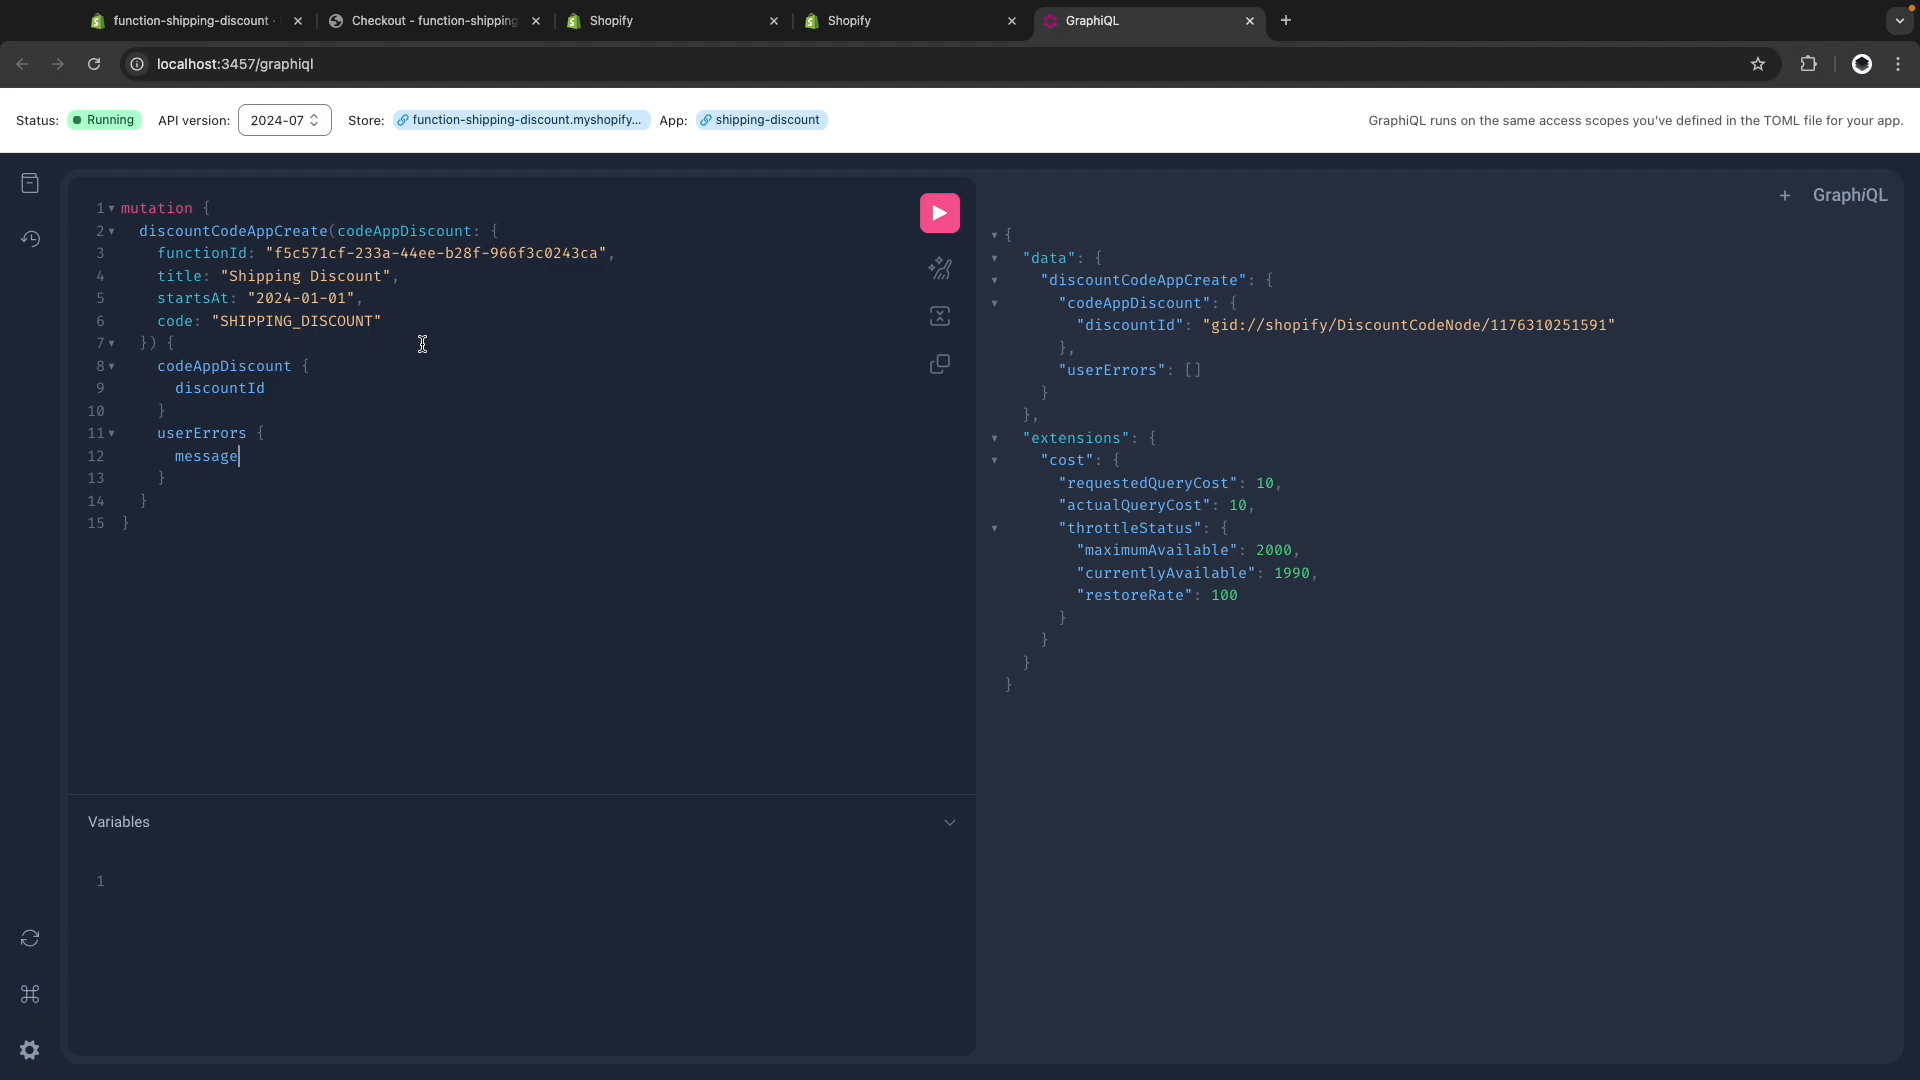 function-shipping-discount ·
Checkout - function-shipping
Shopify
Shopify
GraphiQL
localhost:3457/graphiql
Status: Running API version: 2024-07 Store: function-shipping-discount.myshopify... App: shipping-discount
GraphiQL runs on the same access scopes you've defined in the TOML file for your app.
1 mutation {
2 discountCodeAppCreate(codeAppDiscount: {
3 functionId: "f5c571cf-233a-44ee-b28f-966f3c0243ca",
4 title: "Shipping Discount",
5 startsAt: "2024-01-01",
6 code: "SHIPPING_DISCOUNT"
7 }) {
8 codeAppDiscount {
9 discountId
10 }
11 userErrors {
12 message
13 }
14 }
15 }
Variables
1
+ GraphiQL
{
"data": {
"discountCodeAppCreate": {
"codeAppDiscount": {
"discountId": "gid://shopify/DiscountCodeNode/1176310251591"
},
"userErrors": []
}
},
"extensions": {
"cost": {
"requestedQueryCost": 10,
"actualQueryCost": 10,
"throttleStatus": {
"maximumAvailable": 2000,
"currentlyAvailable": 1990,
"restoreRate": 100
}
}
}
}